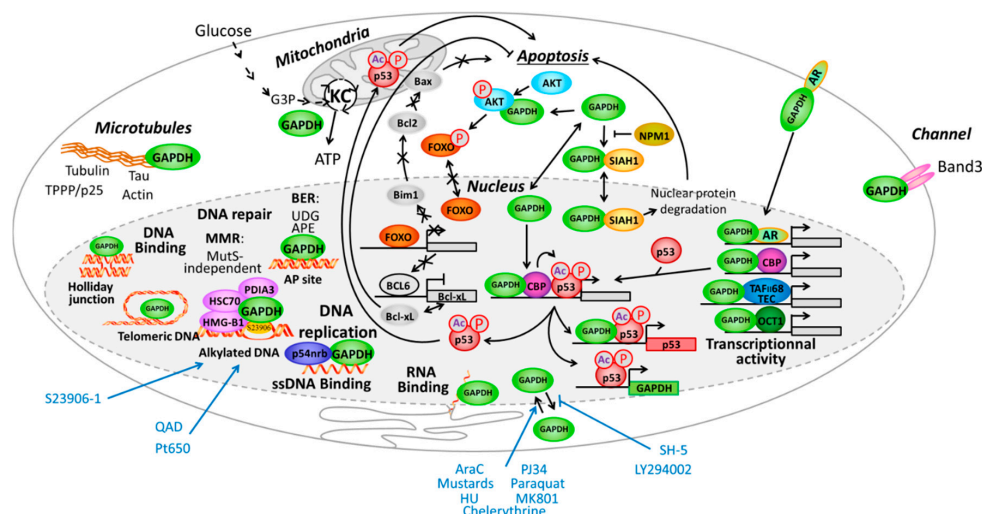 Glucose
Mitochondria
Ac
P
p53
Apoptosis
G3P
KC
Bax
GAPDH
ATP
Bcl2
AKT
P
AKT
GAPDH
GAPDH
NPM1
FOXO
P
GAPDH
SIAH1
AR
GAPDH
Channel
Band3
GAPDH
Microtubules
GAPDH
Tubulin
Tau
TPPP/p25
Actin
Nucleus
Bim1
FOXO
GAPDH
GAPDH
SIAH1
Nuclear protein
degradation
BER:
UDG
APE
GAPDH
AP site
DNA repair
MMR:
MutS-
independent
DNA
Binding
GAPDH
Holliday
junction
FOXO
GAPDH
AR
p53
GAPDH
CBP
PDIA3
HSC70
GAPDH
HMG-B1
S23906
Alkylated DNA
GAPDH
Telomeric DNA
BCL6
Bcl-xL
Bcl-xL
GAPDH
CBP
Ac
P
p53
GAPDH
TAFII68
TEC
GAPDH
OCT1
Transcriptionnal
activity
DNA
replication
p54nrb
GAPDH
ssDNA Binding
Ac
P
p53
GAPDH
Ac
P
p53
p53
Ac
P
p53
GAPDH
RNA
Binding
GAPDH
GAPDH
GAPDH
S23906-1
QAD
Pt650
AraC
PJ34
Mustards
Paraquat
HU
MK801
Chelerythrine
SH-5
LY294002